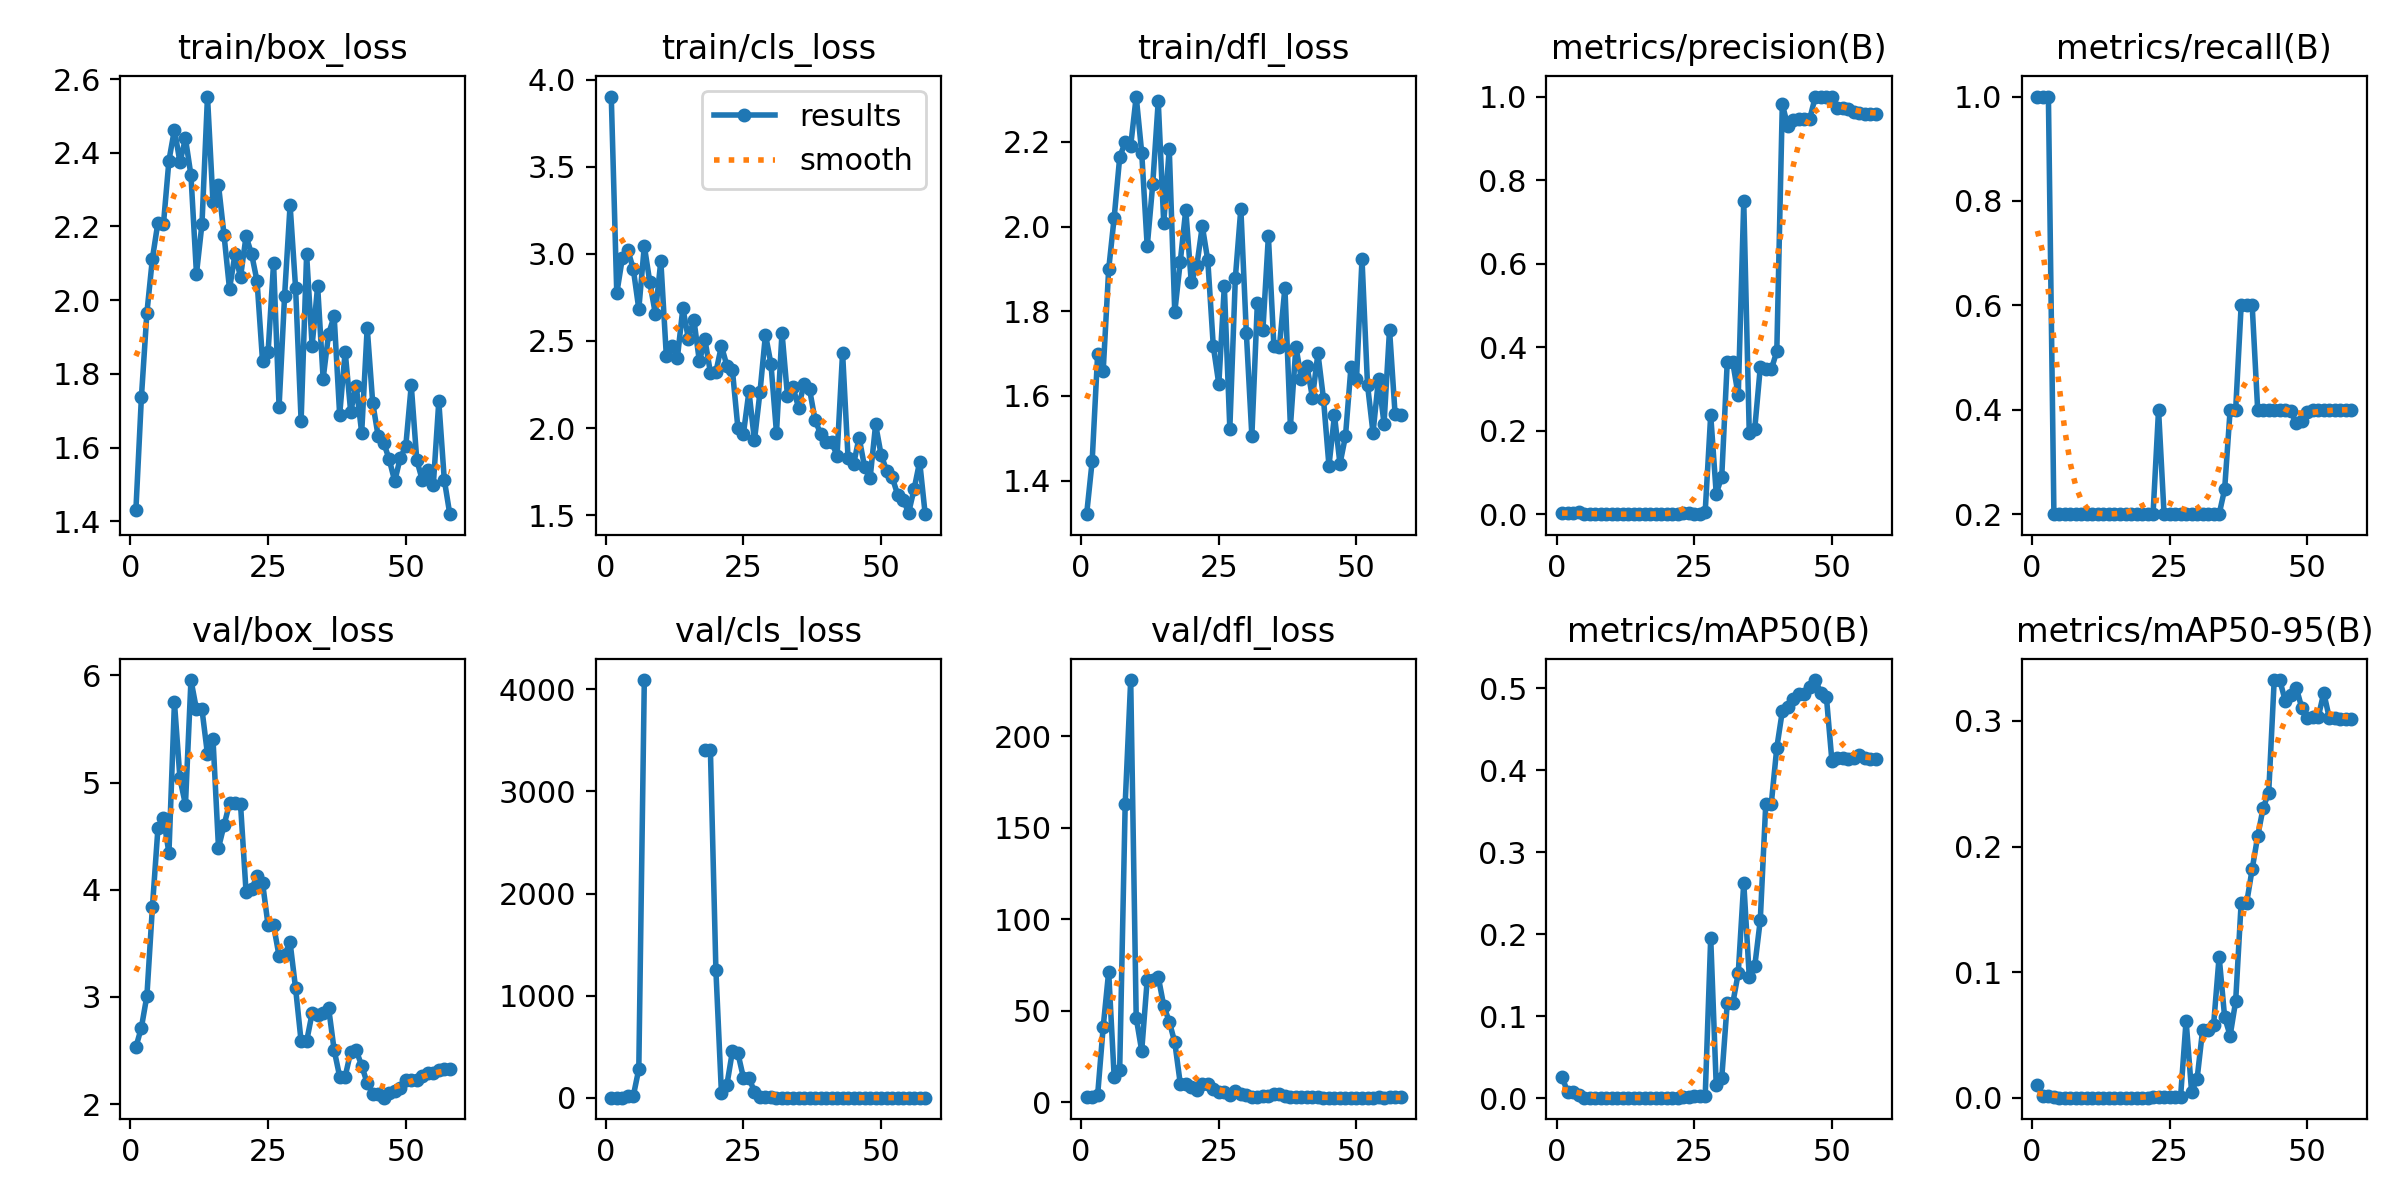 train/box_loss
2.6
2.4
2.2
2.0
1.8
1.6
1.4
0 25 50
train/cls_loss
4.0
3.5
3.0
2.5
2.0
1.5
0 25 50
results
smooth
train/dfl_loss
2.2
2.0
1.8
1.6
1.4
0 25 50
metrics/precision(B)
1.0
0.8
0.6
0.4
0.2
0.0
0 25 50
metrics/recall(B)
1.0
0.8
0.6
0.4
0.2
0 25 50
val/box_loss
6
5
4
3
2
0 25 50
val/cls_loss
4000
3000
2000
1000
0
0 25 50
val/dfl_loss
200
150
100
50
0
0 25 50
metrics/mAP50(B)
0.5
0.4
0.3
0.2
0.1
0.0
0 25 50
metrics/mAP50-95(B)
0.3
0.2
0.1
0.0
0 25 50